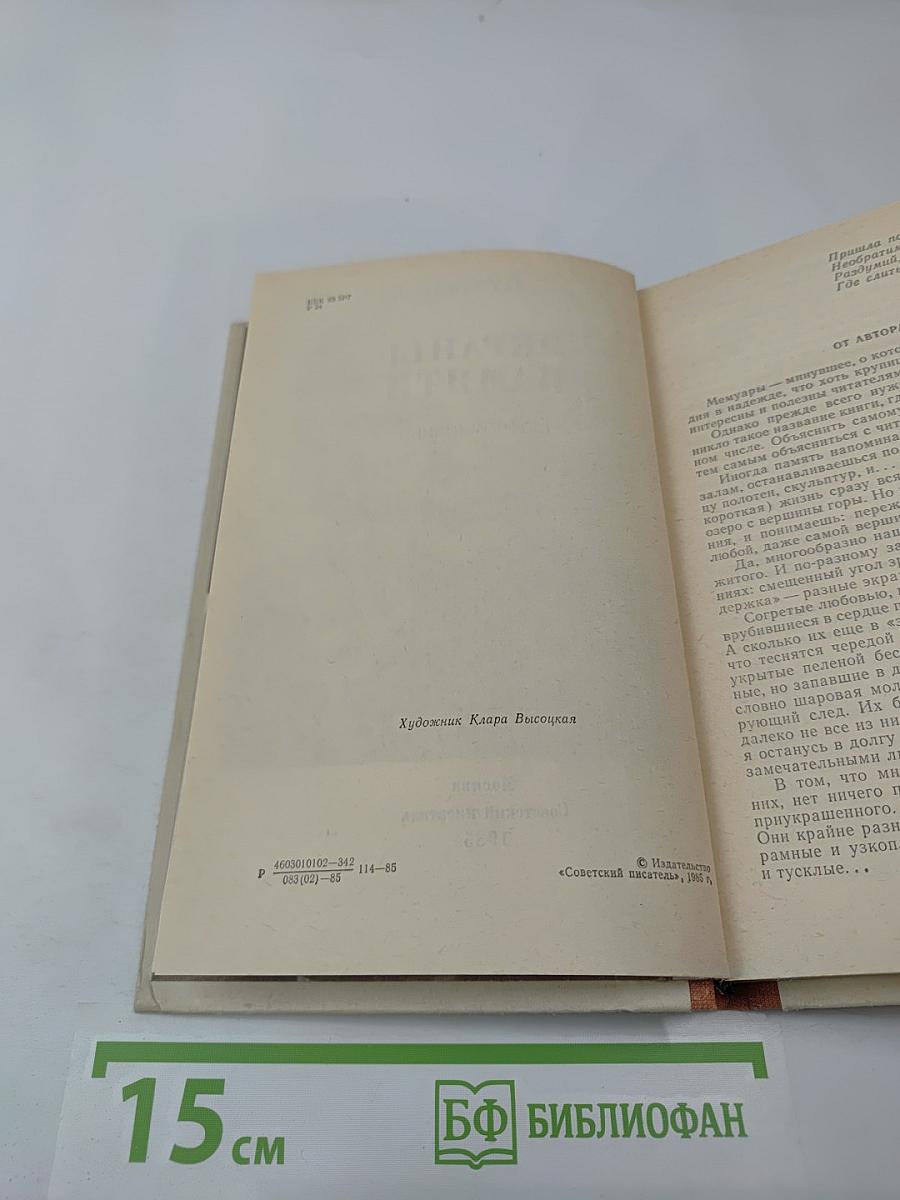 Художник Клара Высоцкая
Р 4603010102—342 114—85
083(02)—85
© Издательство
«Советский писатель», 1985 г.
Пришла
Необратим
Раздумий,
Где слить
ОТ АВТОРА
Мемуары — минувшее, о кото
дня в надежде, что хоть крупиц
интересны и полезны читателям
Однако прежде всего нуж
никло такое название книги, гд
ном числе. Объяснить самому
тем самым объясниться с чит
Иногда память напомина
залам, останавливаешься по
цу полотен, скульптур, и...
короткая) жизнь сразу вся
озеро с вершины горы. Но
ния, и понимаешь: переж
любой, даже самой верши
Да, многообразно наш
житого. И по-разному за
ниях: смещенный угол зр
держка» — разные экра
Согретые любовью,
врубившиеся в сердце п
А сколько их еще в «з
что теснятся чередой
укрытые пеленой бес
ные, но запавшие в д
словно шаровая мол
рующий след. Их б
далеко не все из ни
я останусь в долгу
замечательными л
В том, что мн
них, нет ничего п
приукрашенного.
Они крайне разн
рамные и узкопл
и тусклые...
15 см
БФ БИБЛИОФАН